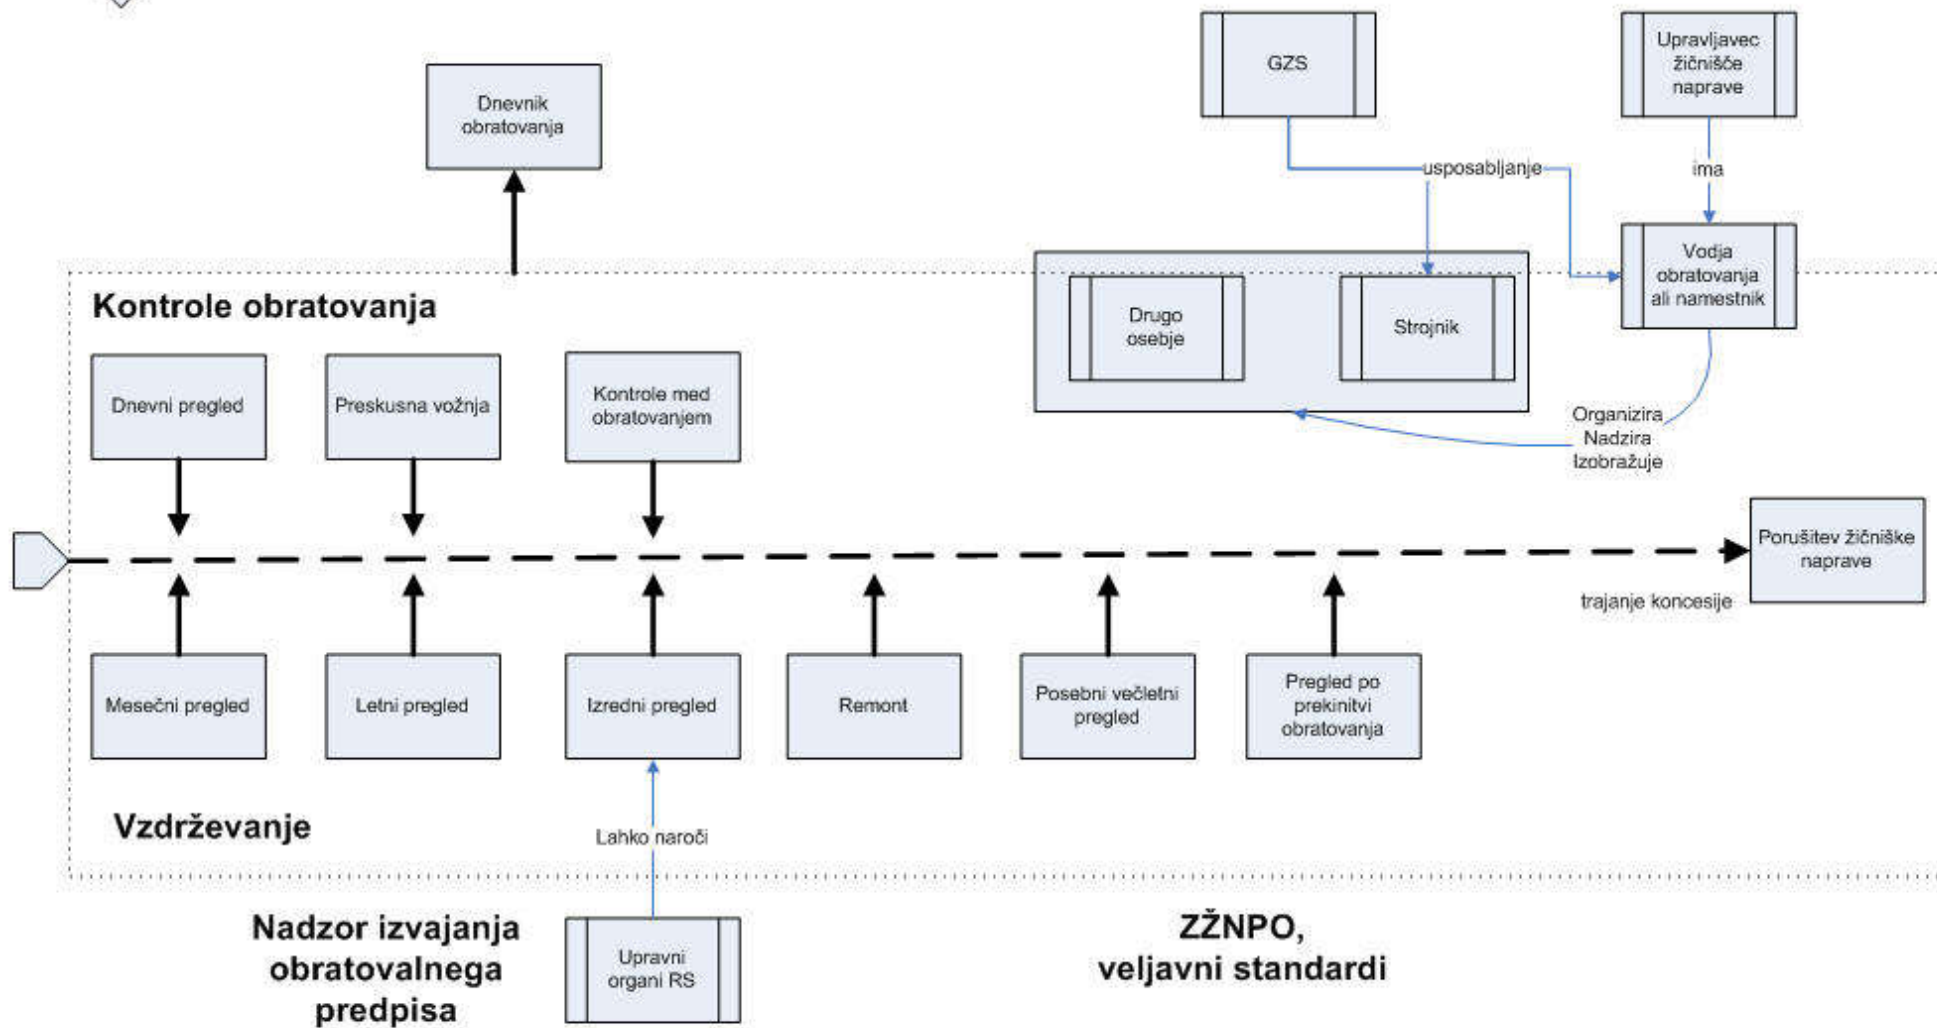 GZS
Upravljavec
žičnišče
naprave
Dnevnik
obratovanja
usposabljanje
ima
Vodja
obratovanja
ali namestnik
Kontrole obratovanja
Drugo
osebje
Strojnik
Dnevni pregled
Preskusna vožnja
Kontrole med
obratovanjem
Organizira
Nadzira
Izobražuje
Porušitev žičniške
naprave
trajanje koncesije
Mesečni pregled
Letni pregled
Izredni pregled
Remont
Posebni večletni
pregled
Pregled po
prekinitvi
obratovanja
Vzdrževanje
Lahko naroči
Nadzor izvajanja
obratovalnega
predpisa
Upravni
organi RS
ZŽNPO,
veljavni standardi